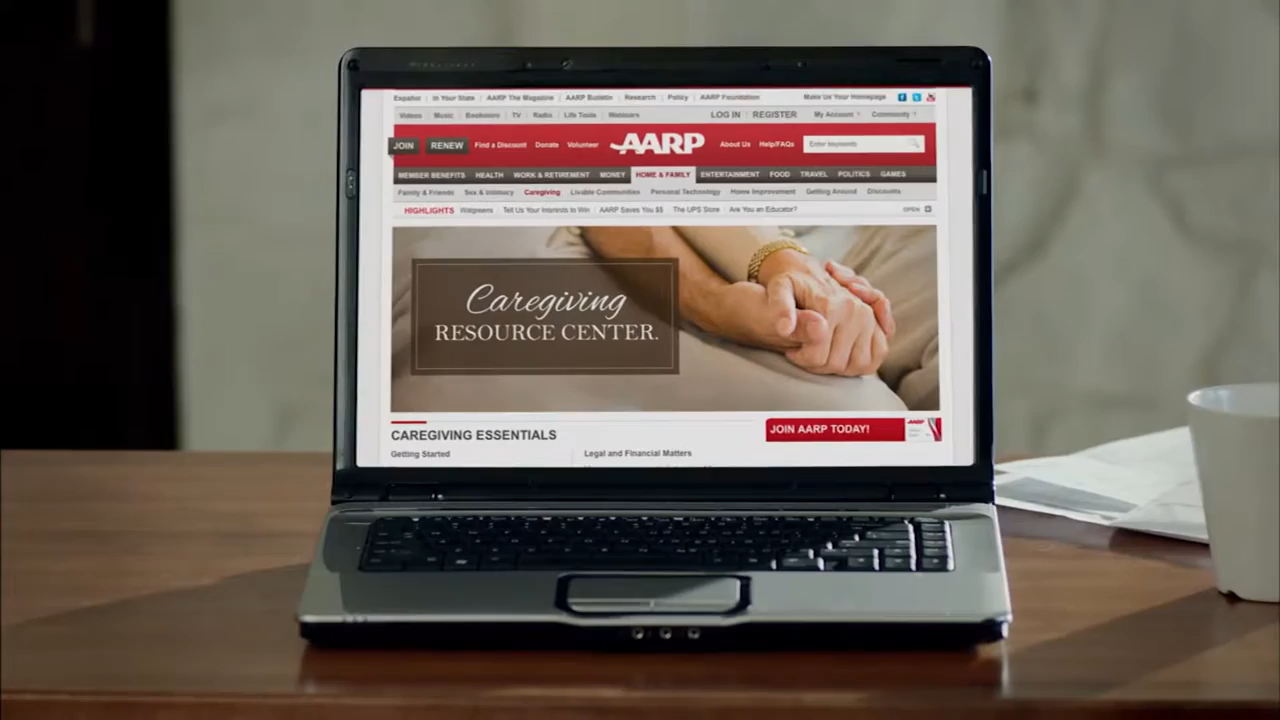 Español In Your State AARP The Magazine AARP Bulletin Research Policy AARP Foundation Make Us Your Homepage
Videos Music Bookstore TV Radio Life Tools Webinars LOG IN REGISTER My Account Community
JOIN RENEW Find a Discount Donate Volunteer AARP About Us Help/FAQs Enter keywords
MEMBER BENEFITS HEALTH WORK & RETIREMENT MONEY HOME & FAMILY ENTERTAINMENT FOOD TRAVEL POLITICS GAMES
Family & Friends Sex & Intimacy Caregiving Livable Communities Personal Technology Home Improvement Getting Around Discounts
HIGHLIGHTS Walgreens Tell Us Your Interests to Win AARP Saves You $$ The UPS Store Are You an Educator? OPEN
Caregiving
RESOURCE CENTER.
JOIN AARP TODAY! AARP
CAREGIVING ESSENTIALS
Getting Started Legal and Financial Matters